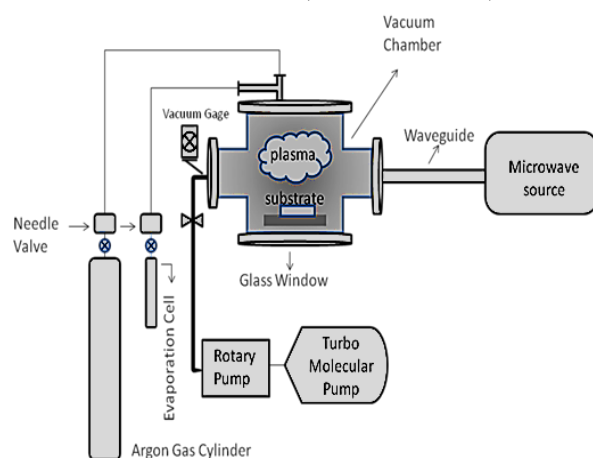 Vacuum
Chamber
Vacuum Gage
Waveguide
plasma
Microwave
source
substrate
Needle
Valve
Glass Window
Evaporation Cell
Rotary
Pump
Turbo
Molecular
Pump
Argon Gas Cylinder